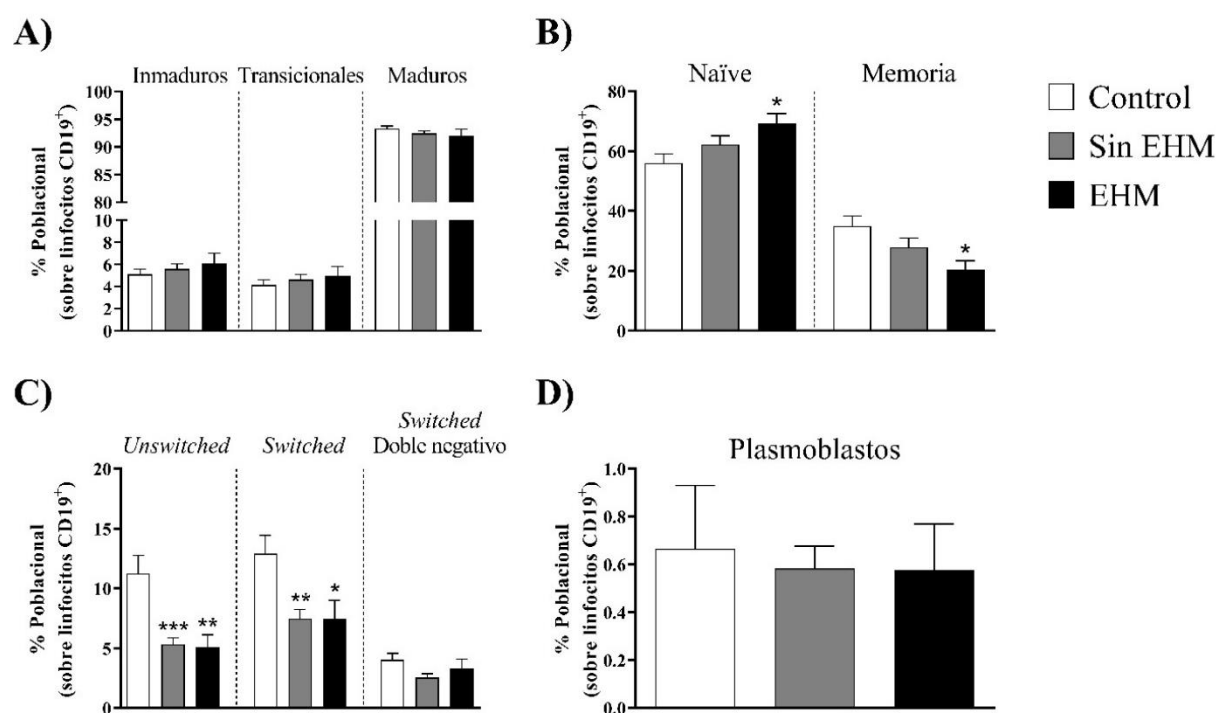 A)
Inmaduros Transicionales Maduros
% Poblacional
(sobre linfocitos CD19+)
100
95
90
85
80
10
8
6
4
2
0
B)
Naïve Memoria
% Poblacional
(sobre linfocitos CD19+)
80
60
40
20
0
*
*
Control
Sin EHM
EHM
C)
Unswitched Switched Switched
Doble negativo
% Poblacional
(sobre linfocitos CD19+)
20
15
10
5
0
*** **
** *
D)
Plasmoblastos
% Poblacional
(sobre linfocitos CD19+)
1.0
0.8
0.6
0.4
0.2
0.0